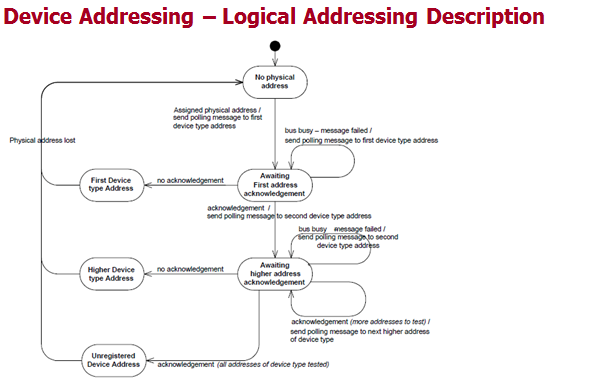 Device Addressing – Logical Addressing Description
No physical
address
Assigned physical address /
send polling message to first
device type address
bus busy – message failed /
send polling message to first device type address
Physical address lost
First Device
type Address
no acknowledgement
Awaiting
First address
acknowledgement
acknowledgement /
send polling message to second device type address
bus busy message failed /
send polling message to second
device type address
Higher Device
type Address
no acknowledgement
Awaiting
higher address
acknowledgement
acknowledgement (more addresses to test) /
send polling message to next higher address
of device type
Unregistered
Device Address
acknowledgement (all addresses of device type tested)